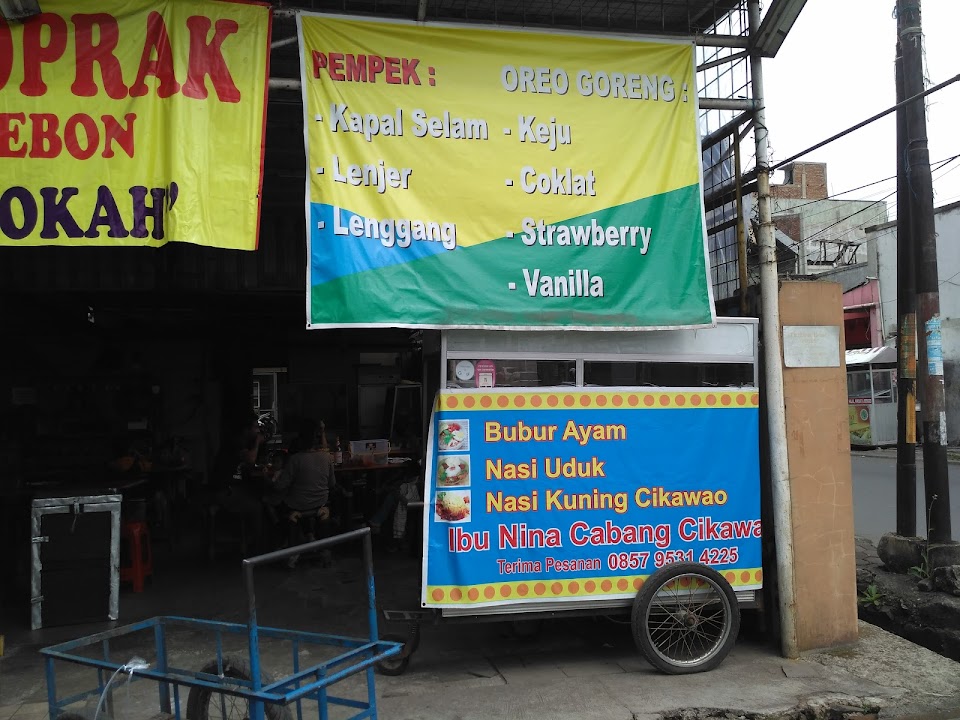 OPRAK
EBON
OKAH'
PEMPEK :
- Kapal Selam
- Lenjer
- Lenggang
OREO GORENG :
- Keju
- Coklat
- Strawberry
- Vanilla
Bubur Ayam
Nasi Uduk
Nasi Kuning Cikawao
Ibu Nina Cabang Cikawa
Terima Pesanan 0857 9531 4225